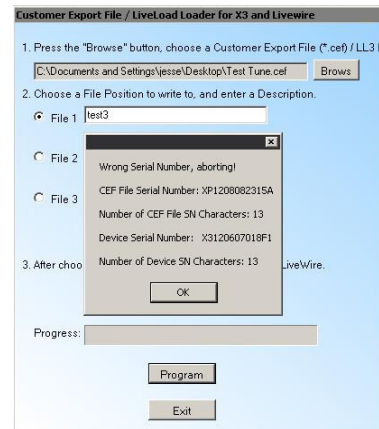 Customer Export File / LiveLoad Loader for X3 and Livewire
1. Press the "Browse" button, choose a Customer Export File (*.cef) / LL3
C:\Documents and Settings\jesse\Desktop\Test Tune.cef
Brows
2. Choose a File Position to write to, and enter a Description.
File 1
test3
Wrong Serial Number, aborting!
File 2
CEF File Serial Number: XP1208082315A
File 3
Number of CEF File SN Characters: 13
Device Serial Number: X3120607018F1
3. After choo
Number of Device SN Characters: 13
LiveWire.
OK
Progress:
Program
Exit